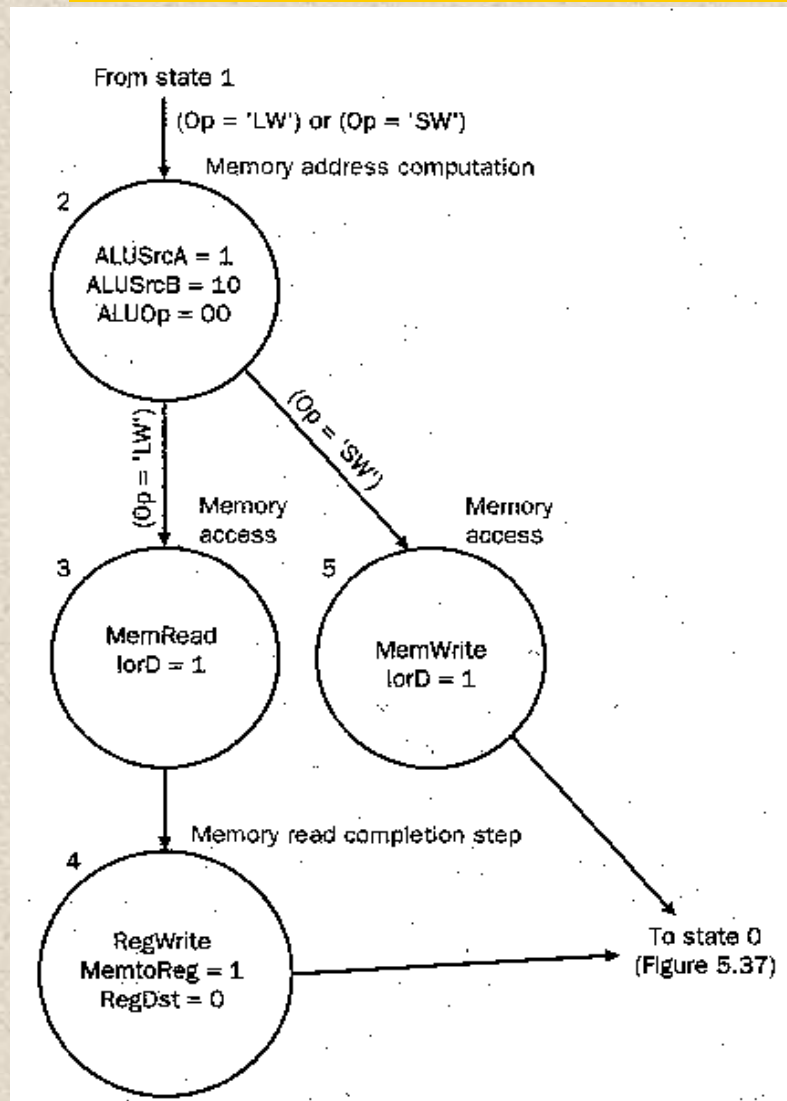 From state 1
(Op = 'LW') or (Op = 'SW')
Memory address computation
2
ALUSrcA = 1
ALUSrcB = 10
ALUOp = 00
(Op = 'LW')
(Op = 'SW')
Memory
access
3
MemRead
IorD = 1
Memory
access
5
MemWrite
IorD = 1
Memory read completion step
4
RegWrite
MemtoReg = 1
RegDst = 0
To state 0
(Figure 5.37)